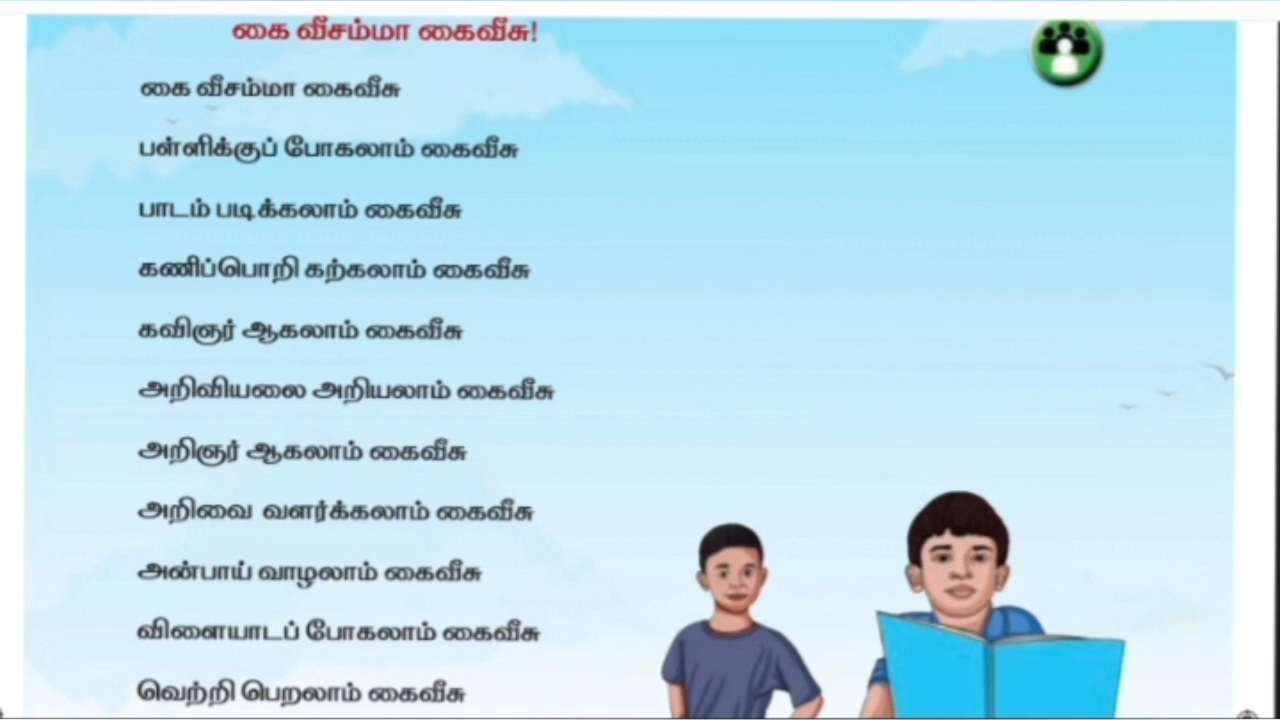 கை வீசம்மா கைவீசு!
கை வீசம்மா கைவீசு
பள்ளிக்குப் போகலாம் கைவீசு
பாடம் படிக்கலாம் கைவீசு
கணிப்பொறி கற்கலாம் கைவீசு
கவிஞர் ஆகலாம் கைவீசு
அறிவியலை அறியலாம் கைவீசு
அறிஞர் ஆகலாம் கைவீசு
அறிவை வளர்க்கலாம் கைவீசு
அன்பாய் வாழலாம் கைவீசு
விளையாடப் போகலாம் கைவீசு
வெற்றி பெறலாம் கைவீசு